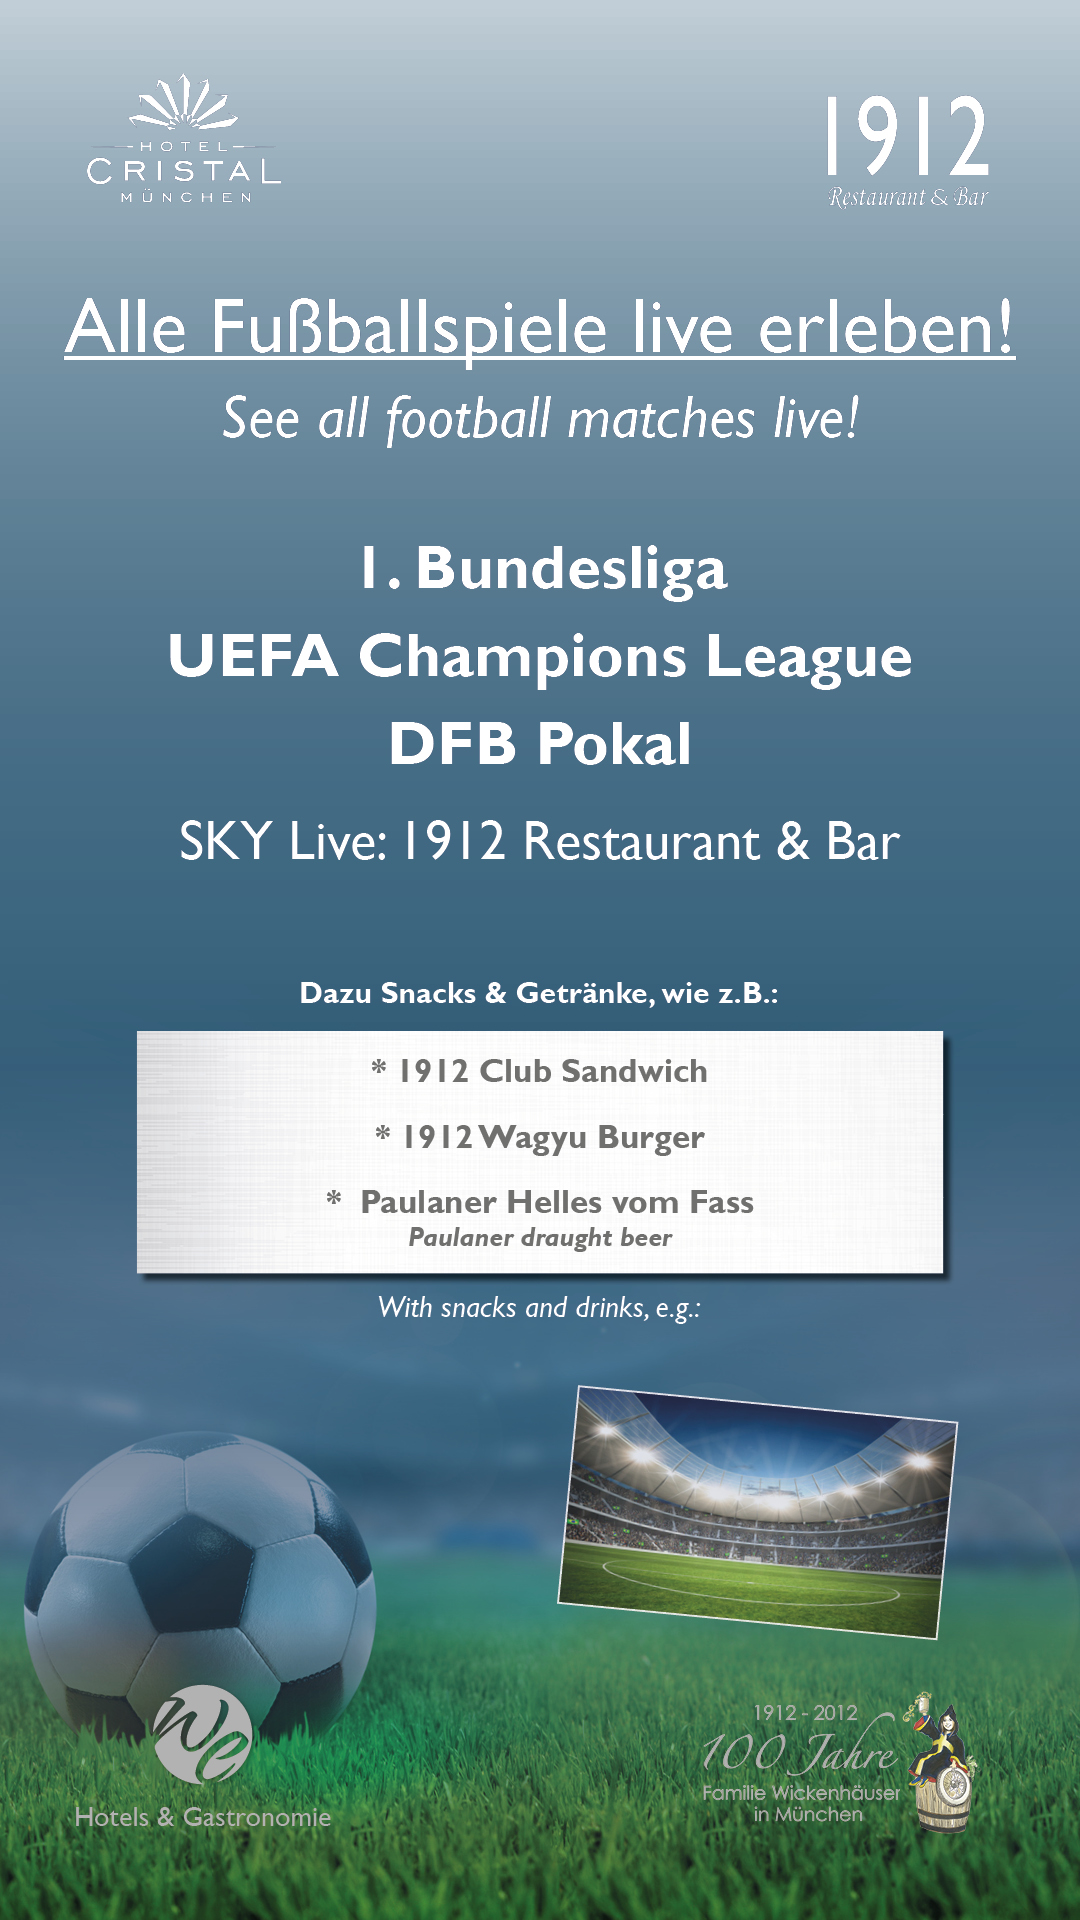 HOTEL
CRISTAL
MÜNCHEN
1912
Restaurant & Bar
Alle Fußballspiele live erleben!
See all football matches live!
1. Bundesliga
UEFA Champions League
DFB Pokal
SKY Live: 1912 Restaurant & Bar
Dazu Snacks & Getränke, wie z.B.:
* 1912 Club Sandwich
* 1912 Wagyu Burger
* Paulaner Helles vom Fass
Paulaner draught beer
With snacks and drinks, e.g.:
Hotels & Gastronomie
1912 - 2012
100 Jahre
Familie Wickenhäuser
in München